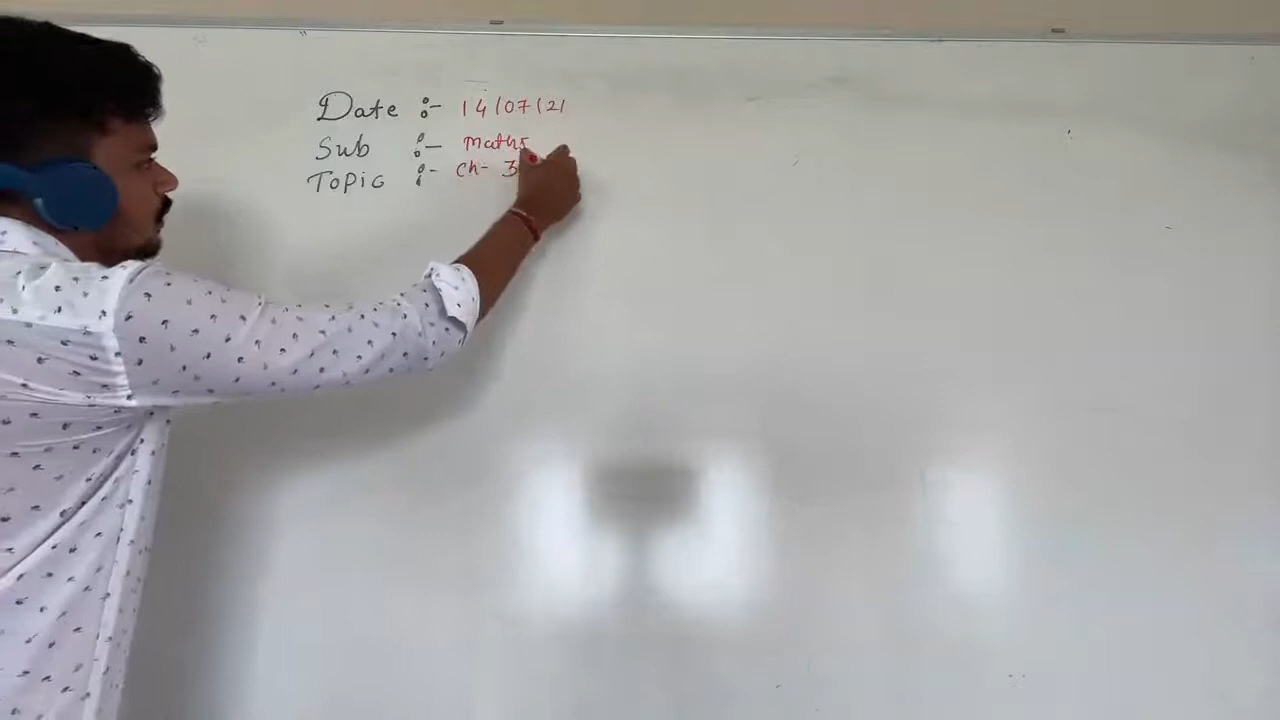 Date :- 14/07/21
Sub :- Maths
Topic :- Ch- 3